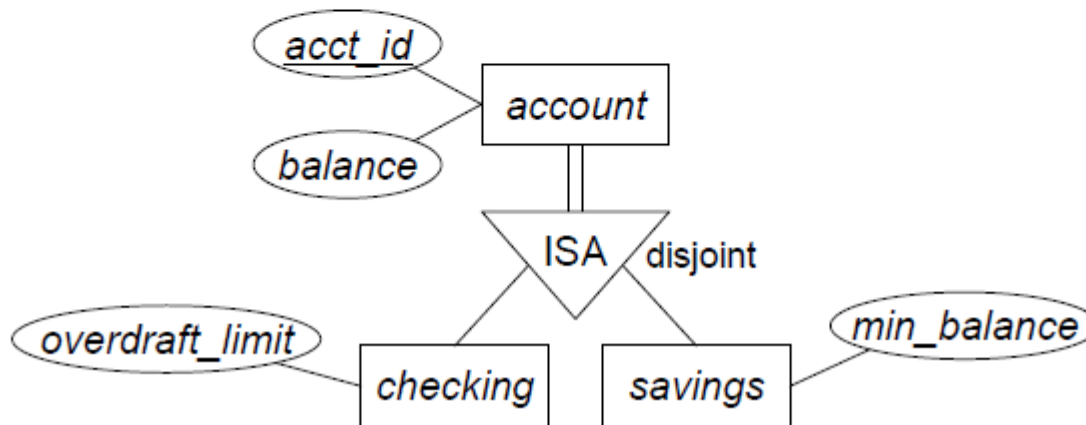 acct_id
account
balance
ISA
disjoint
overdraft_limit
min_balance
checking
savings